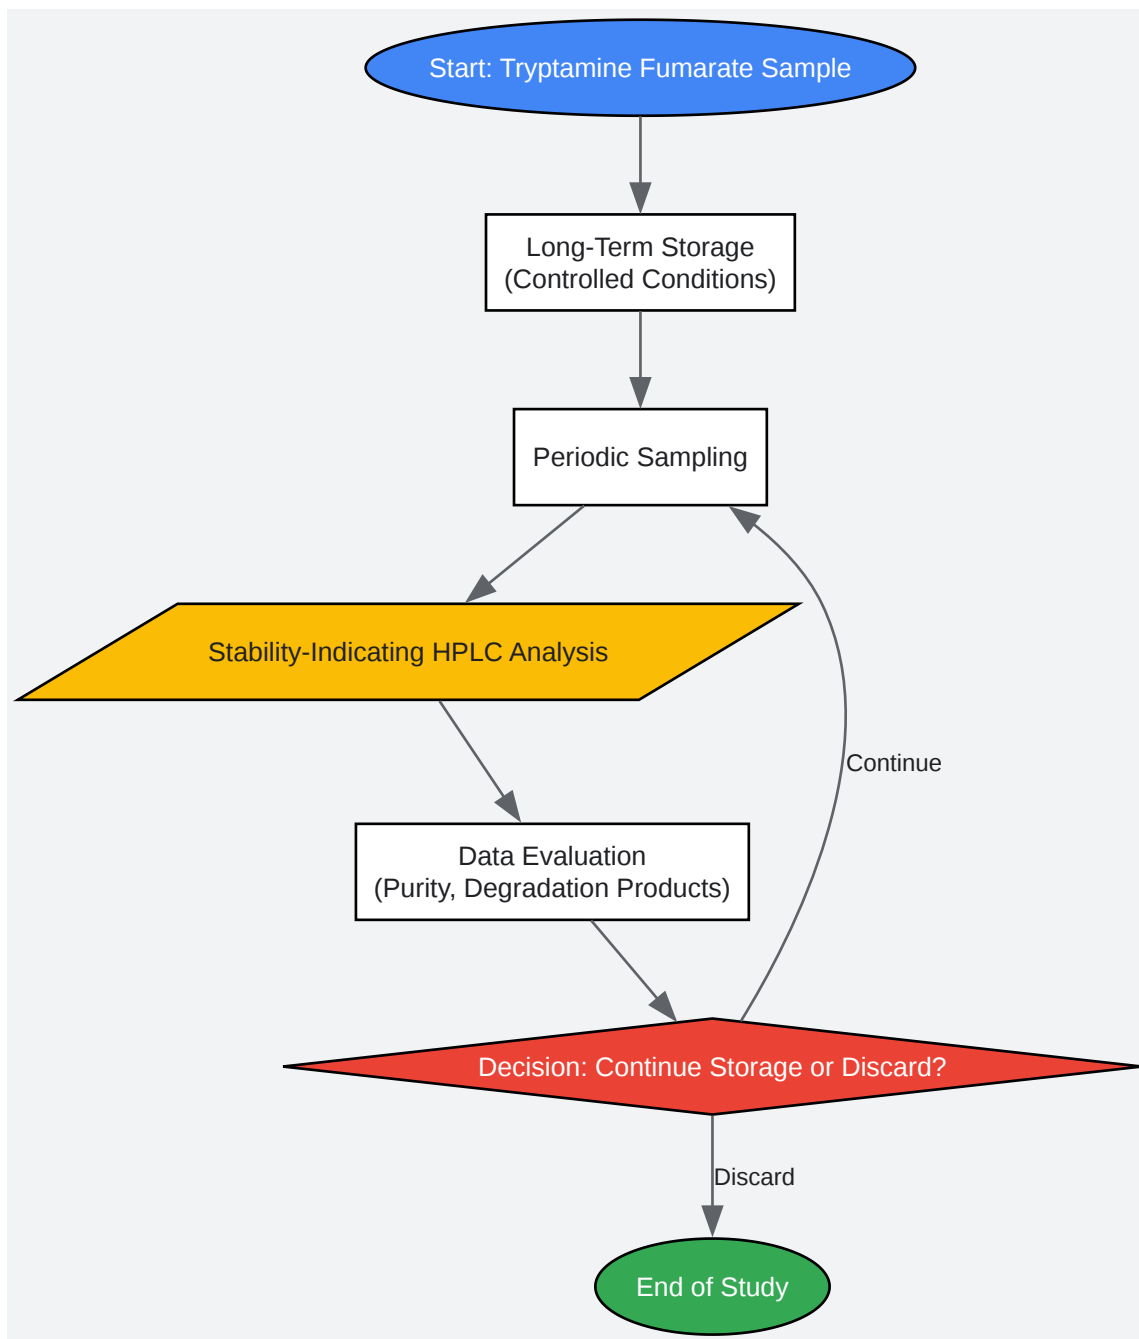 Start: Tryptamine Fumarate Sample
Long-Term Storage
(Controlled Conditions)
Periodic Sampling
Stability-Indicating HPLC Analysis
Continue
Data Evaluation
(Purity, Degradation Products)
Decision: Continue Storage or Discard?
Discard
End of Study